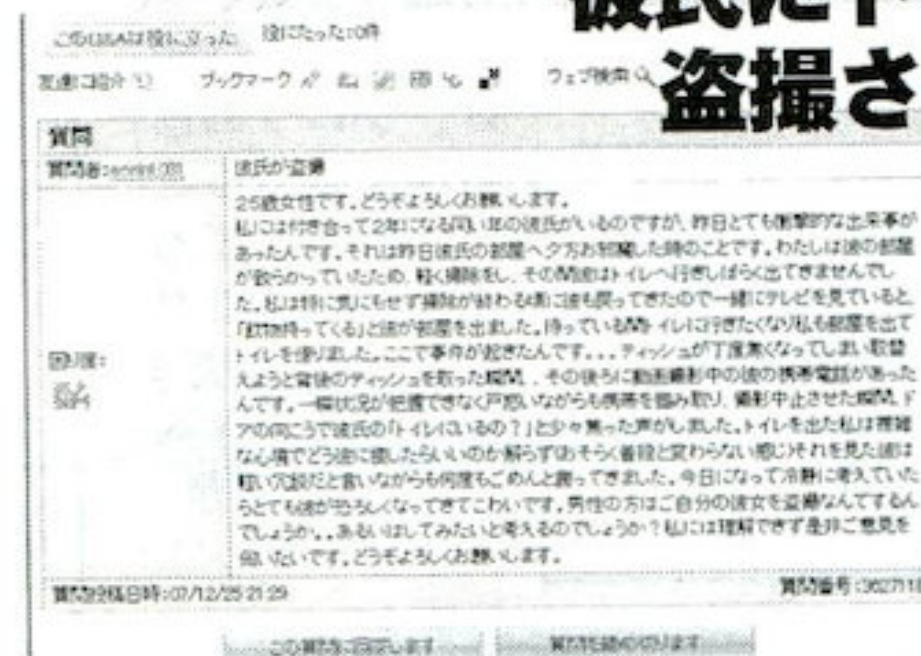 彼氏に
盗撮さ
このQ&Aは役に立った 役にたった:0件
友達に紹介 ブックマーク ウェブ検索
質問
質問者: 彼氏が盗撮
25歳女性です。どうぞよろしくお願いします。
私には付き合って2年になる同い年の彼氏がいるのですが、昨日とても衝撃的な出来事が
あったんです。それは昨日彼氏の部屋へ夕方お邪魔した時のことです。わたしは彼の部屋
が散らかっていたため、軽く掃除をし、その間彼はトイレへ行きしばらく出てきませんでし
た。私は特に気にもせず掃除が終わる頃に彼も戻ってきたので一緒にテレビを見ていると、
「飲物持ってくる」と彼が部屋を出ました。待っている間トイレに行きたくなり私も部屋を出て
トイレを借りました。ここで事件が起きたんです...ティッシュが丁度無くなってしまい取替
えようと背後のティッシュを取った瞬間、その後ろに動画撮影中の彼の携帯電話があった
んです。一瞬状況が把握できなく戸惑いながらも携帯を掴み取り、撮影中止させた瞬間、ド
アの向こうで彼氏の「トイレにいるの?」と少々焦った声がしました。トイレを出た私は複雑
な心境でどう彼に接したらいいのか解らず(おそらく普段と変わらない感じ)それを見た彼は
軽い冗談だと言いながらも何度もごめんと謝ってきました。今日になって冷静に考えていた
らとても彼が恐ろしくなってきてこわいです。男性の方はご自分の彼女を盗撮なんてするん
でしょうか。。あるいはしてみたいと考えるのでしょうか?私には理解できず是非ご意見を
伺いたいです。どうぞよろしくお願いします。
困り度:
質問投稿日時:07/12/25 21:29 質問番号:3627118
この質問に回答します 質問を締め切ります